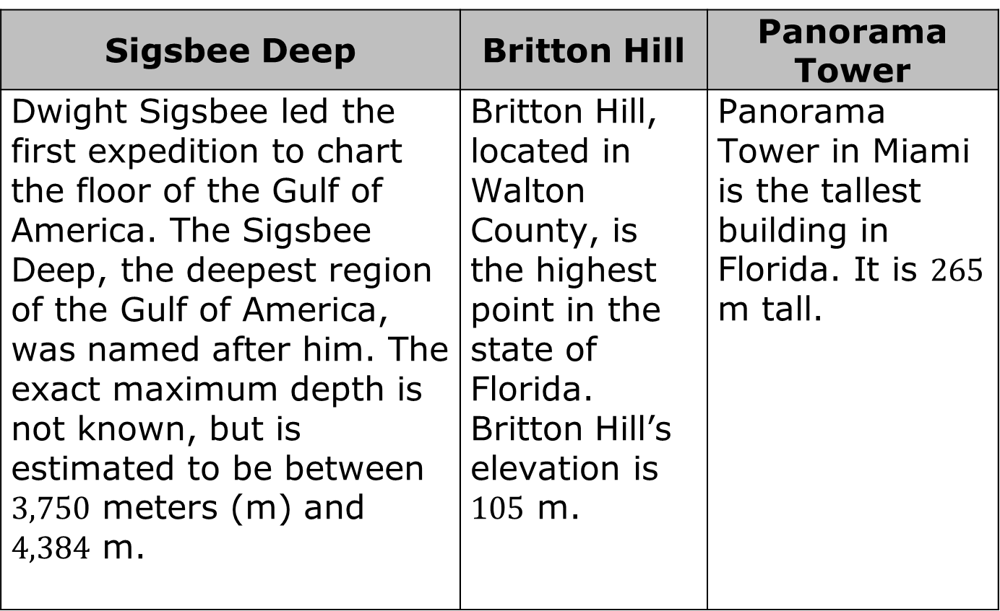 Sigsbee Deep
Britton Hill
Panorama
Tower
Dwight Sigsbee led the
first expedition to chart
the floor of the Gulf of
America. The Sigsbee
Deep, the deepest region
of the Gulf of America,
was named after him. The
exact maximum depth is
not known, but is
estimated to be between
3,750 meters (m) and
4,384 m.
Britton Hill,
located in
Walton
County, is
the highest
point in the
state of
Florida.
Britton Hill’s
elevation is
105 m.
Panorama
Tower in Miami
is the tallest
building in
Florida. It is 265
m tall.